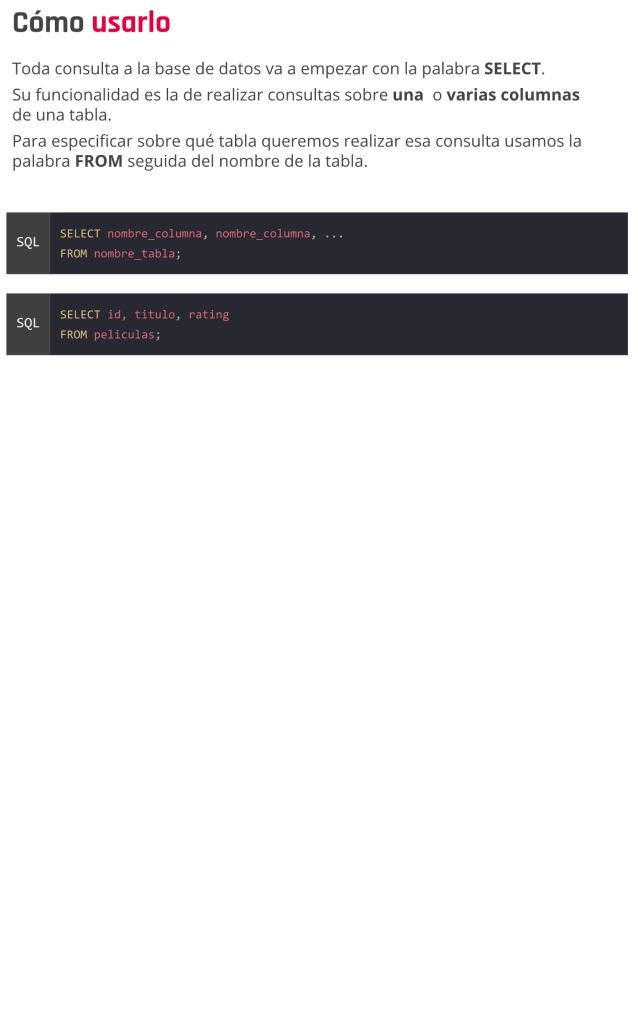 Cómo usarlo
Toda consulta a la base de datos va a empezar con la palabra SELECT.
Su funcionalidad es la de realizar consultas sobre una o varias columnas
de una tabla.
Para especificar sobre qué tabla queremos realizar esa consulta usamos la
palabra FROM seguida del nombre de la tabla.
SQL
SELECT nombre_columna, nombre_columna, ...
FROM nombre_tabla;
SQL
SELECT id, titulo, rating
FROM peliculas;